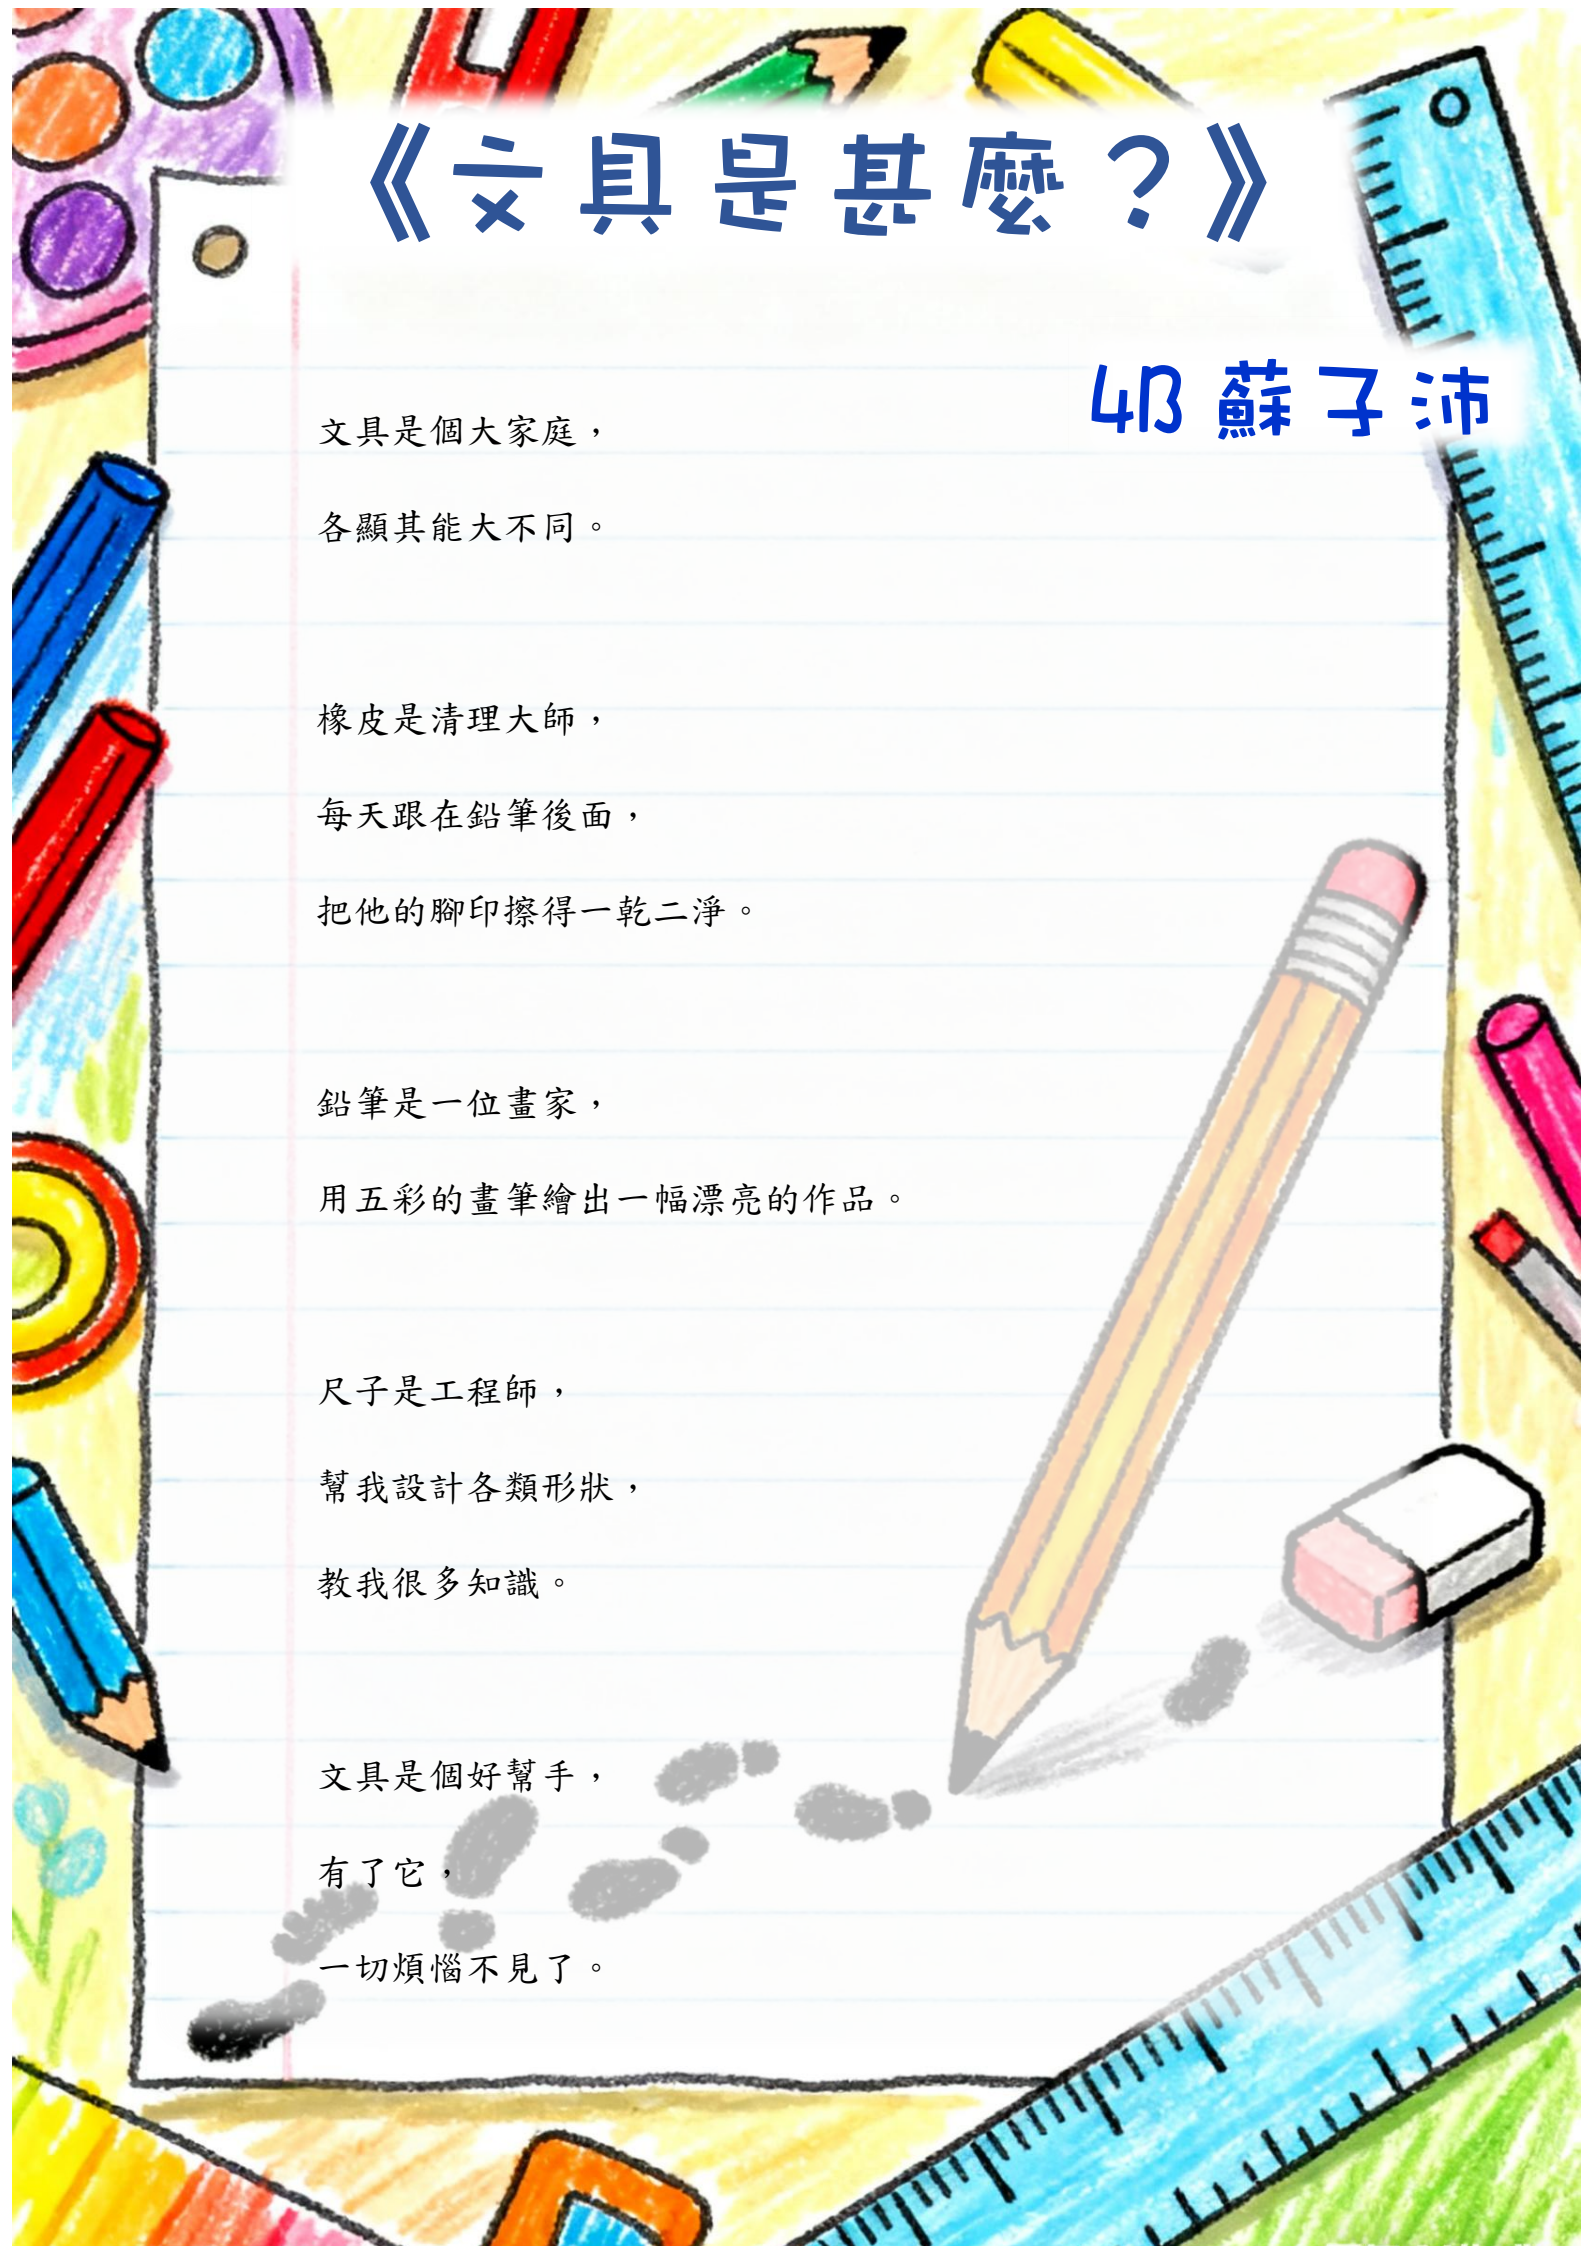 《文具是甚麼？》
4B 蘇子沛
文具是個大家庭，
各顯其能大不同。
橡皮是清理大師，
每天跟在鉛筆後面，
把他的腳印擦得一乾二淨。
鉛筆是一位畫家，
用五彩的畫筆繪出一幅漂亮的作品。
尺子是工程師，
幫我設計各類形狀，
教我很多知識。
文具是個好幫手，
有了它，
一切煩惱不見了。